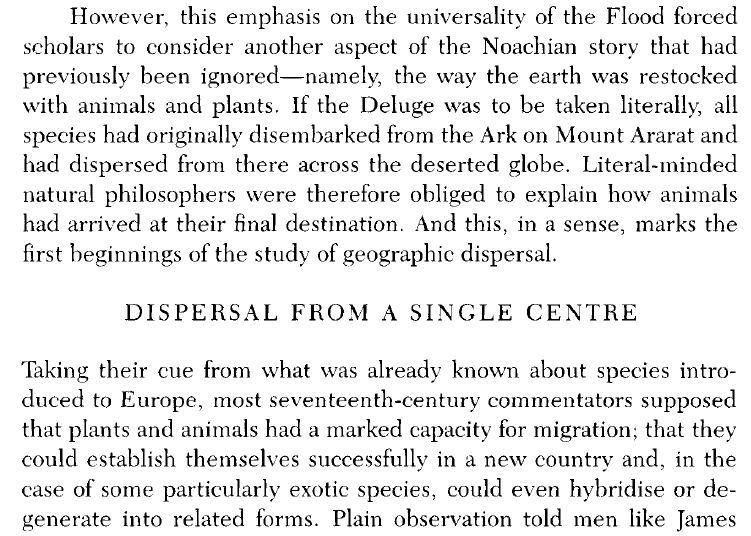 However, this emphasis on the universality of the Flood forced
scholars to consider another aspect of the Noachian story that had
previously been ignored—namely, the way the earth was restocked
with animals and plants. If the Deluge was to be taken literally, all
species had originally disembarked from the Ark on Mount Ararat and
had dispersed from there across the deserted globe. Literal-minded
natural philosophers were therefore obliged to explain how animals
had arrived at their final destination. And this, in a sense, marks the
first beginnings of the study of geographic dispersal.
DISPERSAL FROM A SINGLE CENTRE
Taking their cue from what was already known about species intro-
duced to Europe, most seventeenth-century commentators supposed
that plants and animals had a marked capacity for migration; that they
could establish themselves successfully in a new country and, in the
case of some particularly exotic species, could even hybridise or de-
generate into related forms. Plain observation told men like James